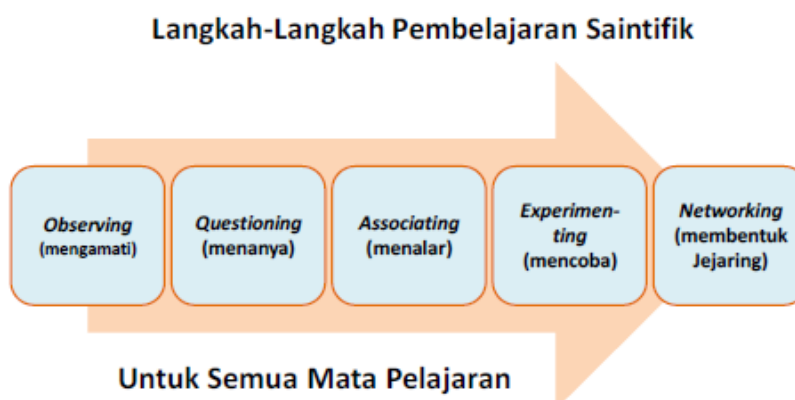 Langkah-Langkah Pembelajaran Saintifik
Observing
(mengamati)
Questioning
(menanya)
Associating
(menalar)
Experimen-
ting
(mencoba)
Networking
(membentuk
Jejaring)
Untuk Semua Mata Pelajaran